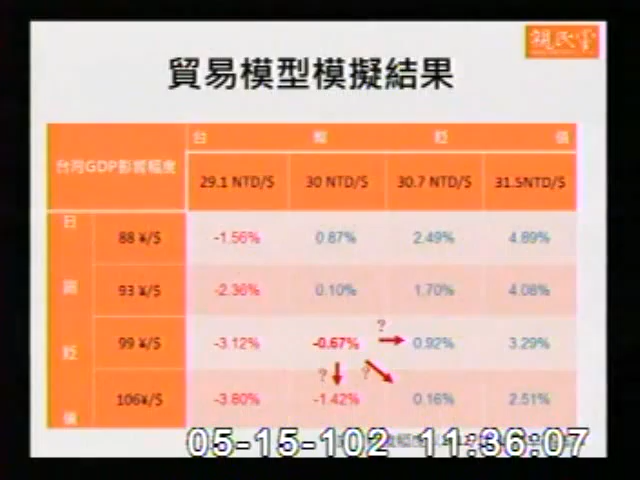 親民黨
貿易模型模擬結果
台灣GDP影響幅度
台 幣 貶 值
29.1 NTD/$ 30 NTD/$ 30.7 NTD/$ 31.5NTD/$
日 圓 貶 值
88 ¥/$ -1.56% 0.87% 2.49% 4.89%
93 ¥/$ -2.36% 0.10% 1.70% 4.08%
99 ¥/$ -3.12% -0.67% ? 0.92% 3.29%
? ?
106¥/$ -3.80% -1.42% 0.16% 2.51%
05-15-102 11:36:07